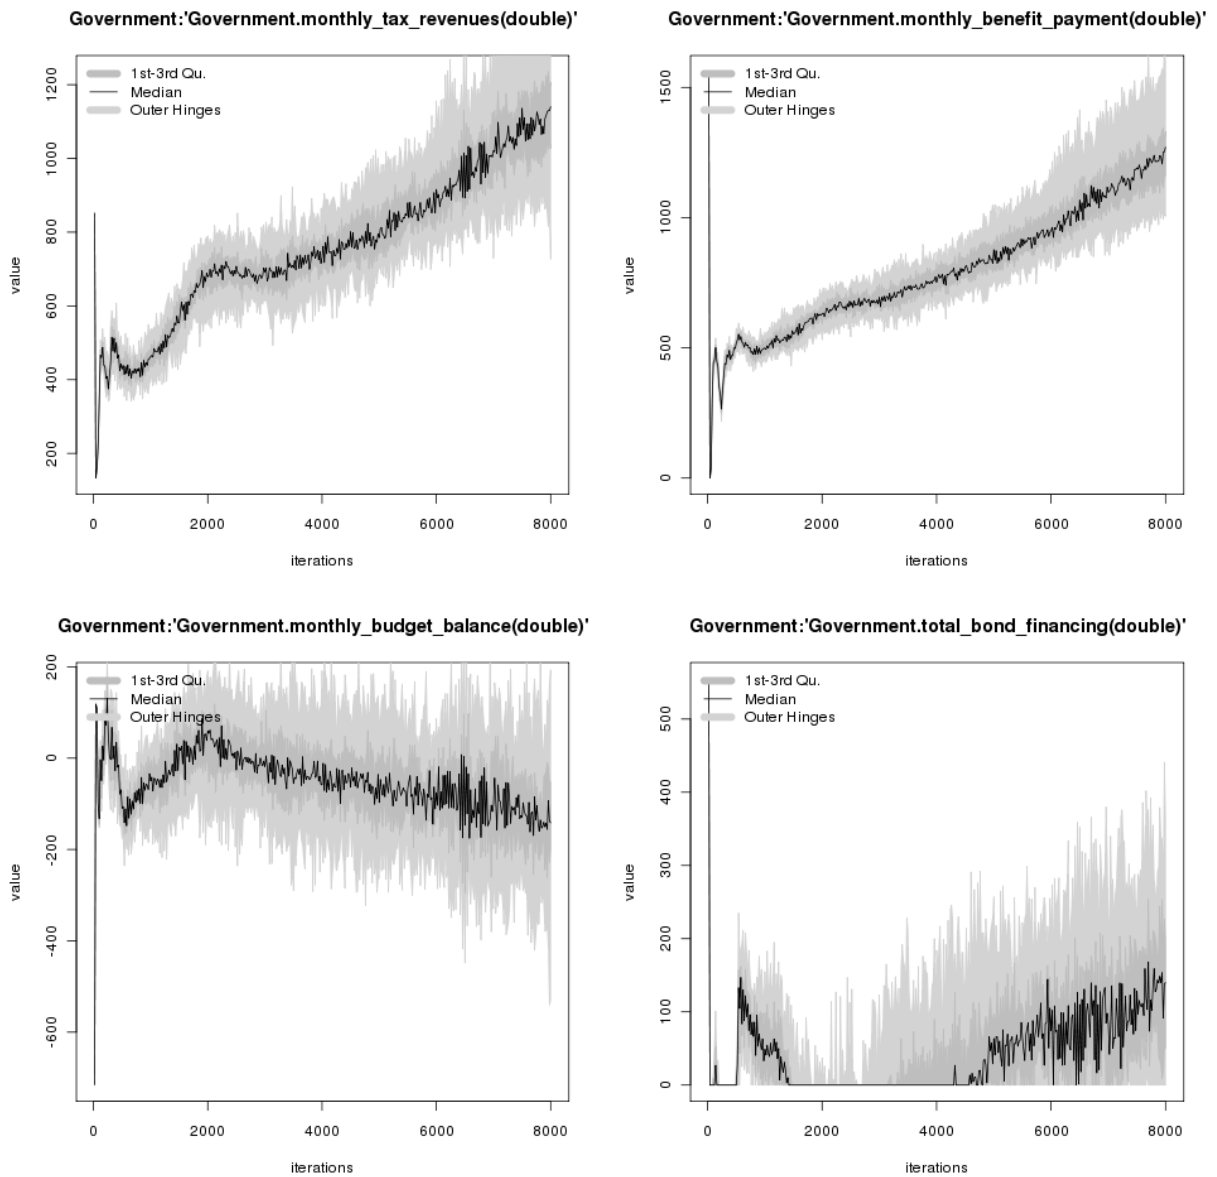 Government:'Government.monthly_tax_revenues(double)'
1st-3rd Qu.
Median
Outer Hinges
value
1200
1000
800
600
400
200
0 2000 4000 6000 8000
iterations
Government:'Government.monthly_benefit_payment(double)'
1st-3rd Qu.
Median
Outer Hinges
value
1500
1000
500
0
0 2000 4000 6000 8000
iterations
Government:'Government.monthly_budget_balance(double)'
1st-3rd Qu.
Median
Outer Hinges
value
200
0
-200
-400
-600
0 2000 4000 6000 8000
iterations
Government:'Government.total_bond_financing(double)'
1st-3rd Qu.
Median
Outer Hinges
value
500
400
300
200
100
0
0 2000 4000 6000 8000
iterations